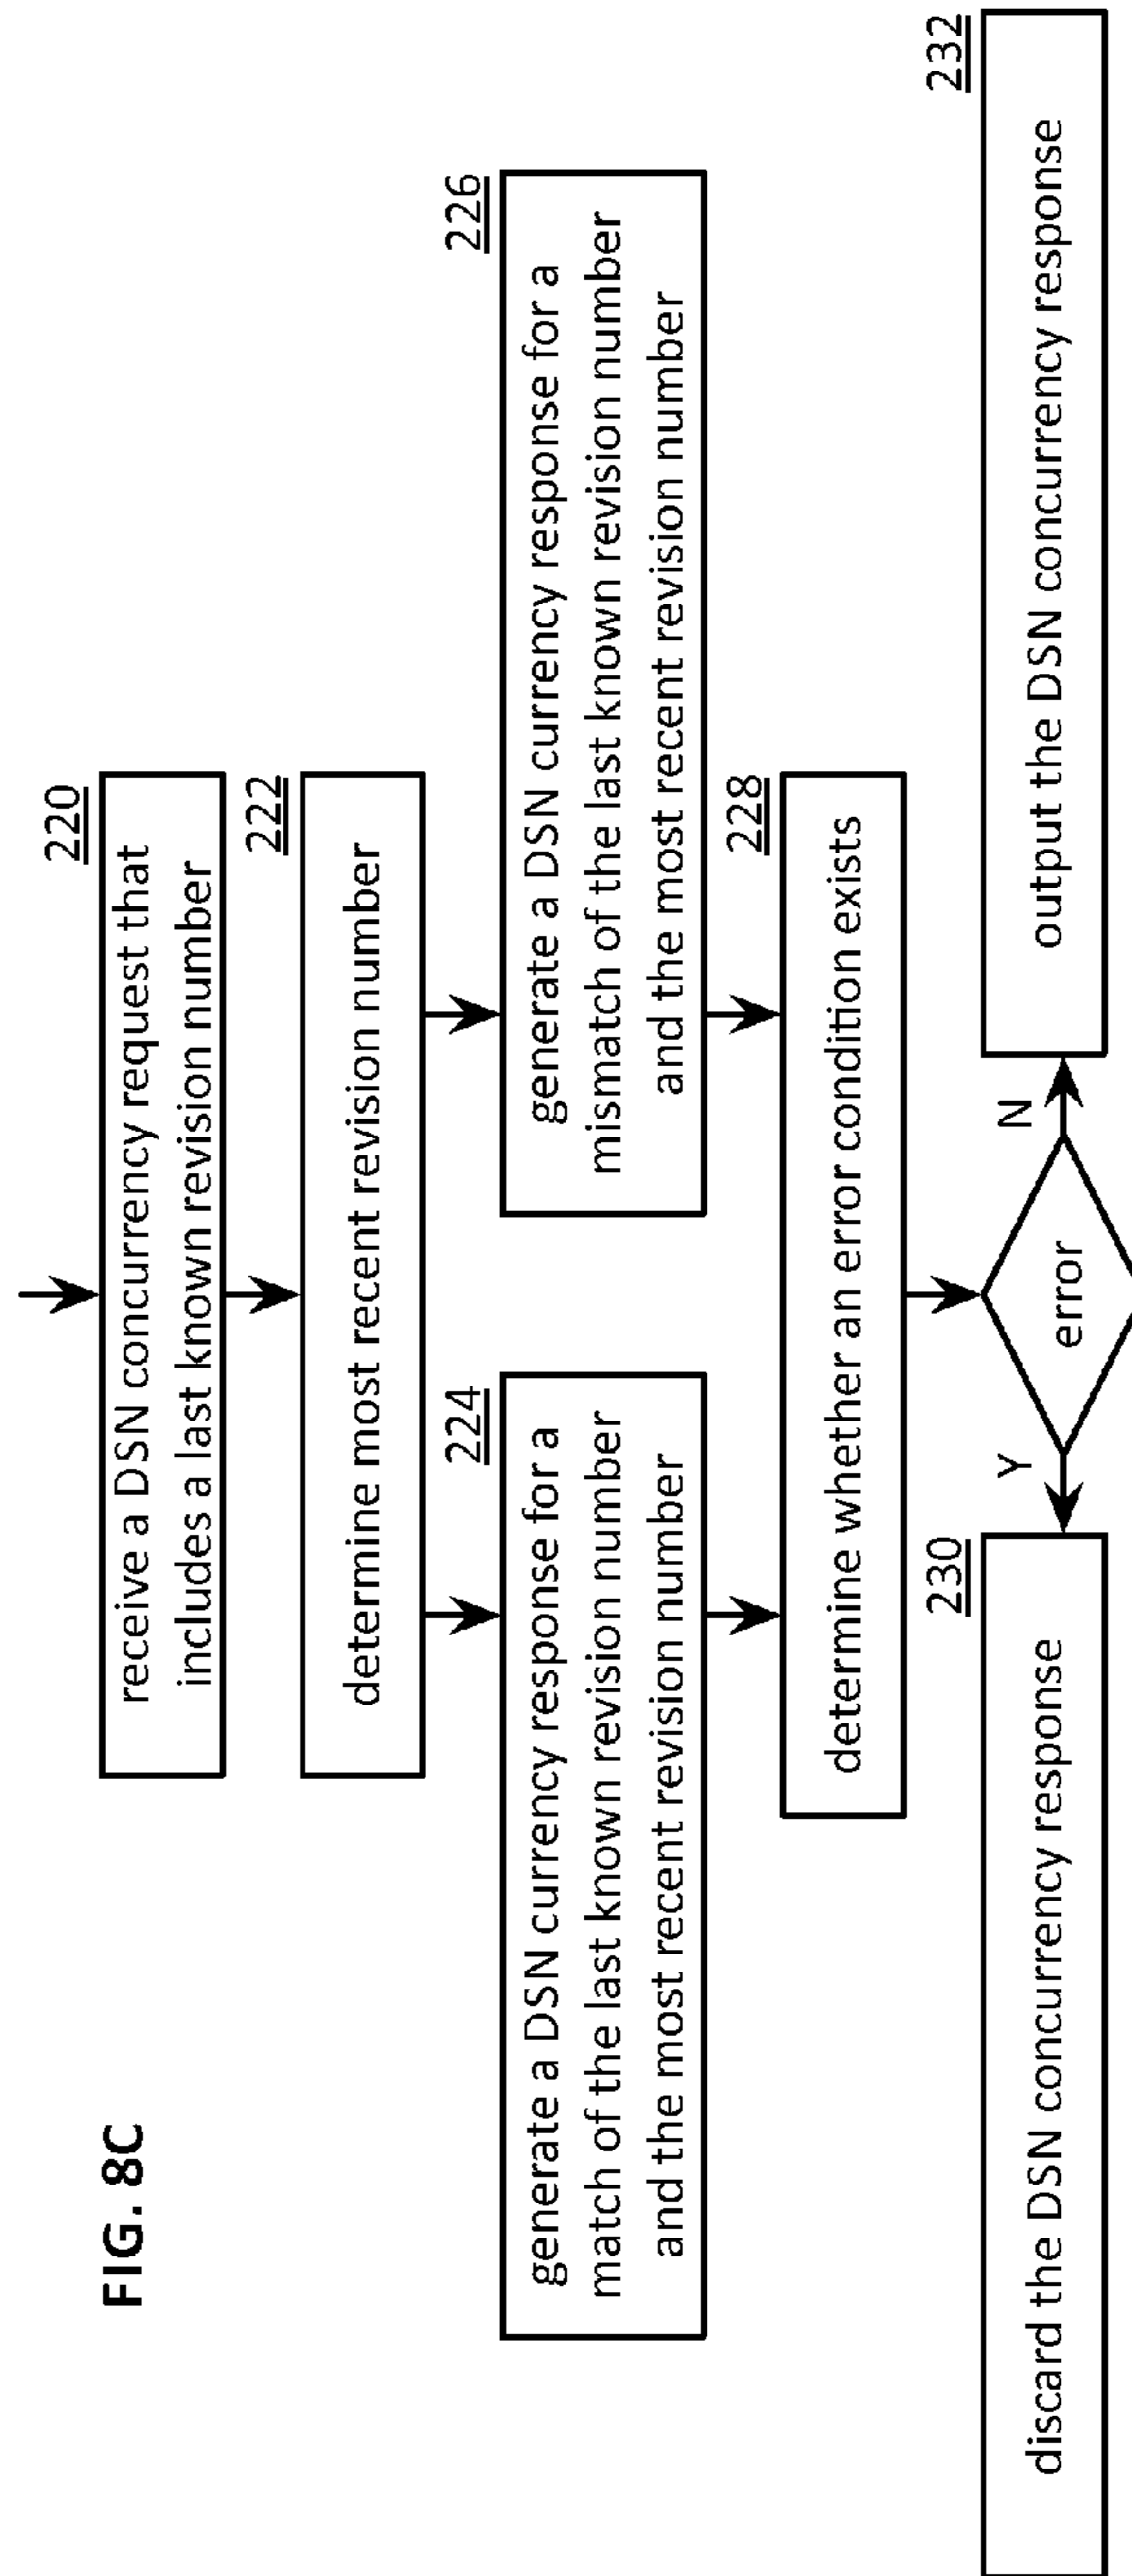 FIG. 8C
220
receive a DSN concurrency request that
includes a last known revision number
222
determine most recent revision number
224
generate a DSN currency response for a
match of the last known revision number
and the most recent revision number
226
generate a DSN currency response for a
mismatch of the last known revision number
and the most recent revision number
228
determine whether an error condition exists
Y
error
N
230
discard the DSN concurrency response
232
output the DSN concurrency response